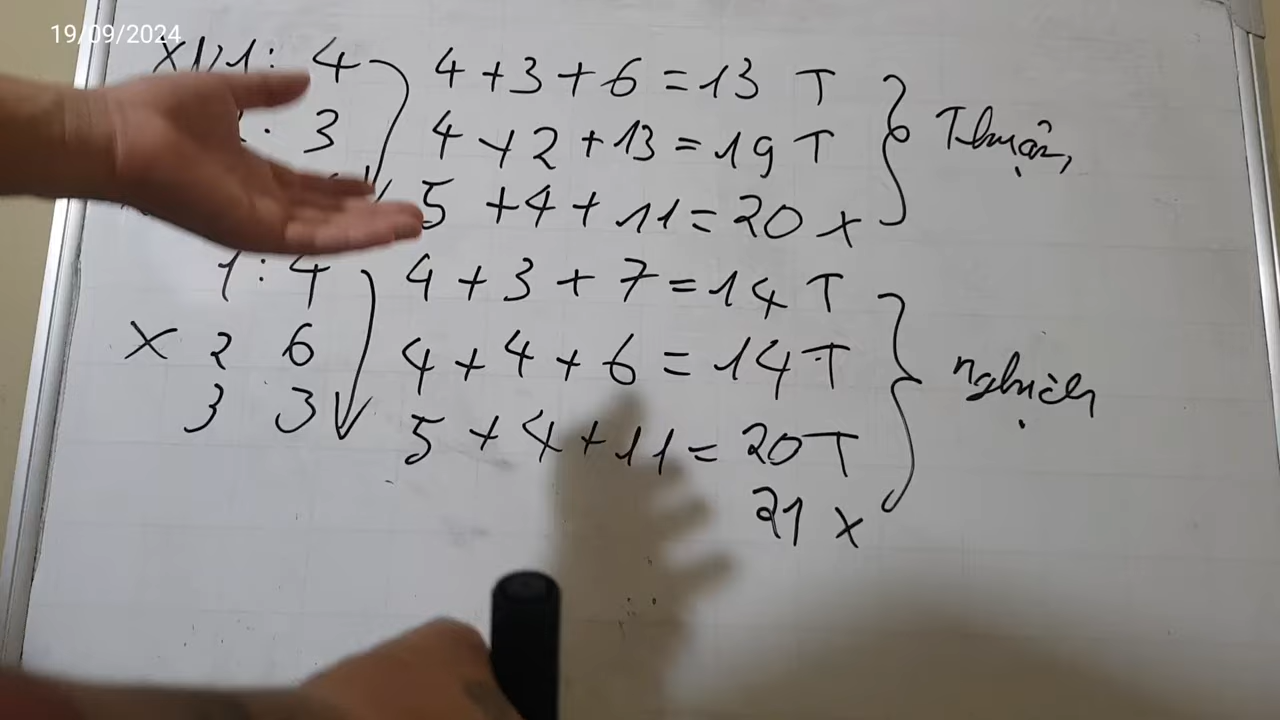 19/09/2024
4 4+3+6=13 T
3 4+2+13=19 T Thuận
5+4+11=20 x
1: 4 4+3+7=14 T
x 2 6 4+4+6=14 T nghịch
3 3 5+4+11=20 T
21 x